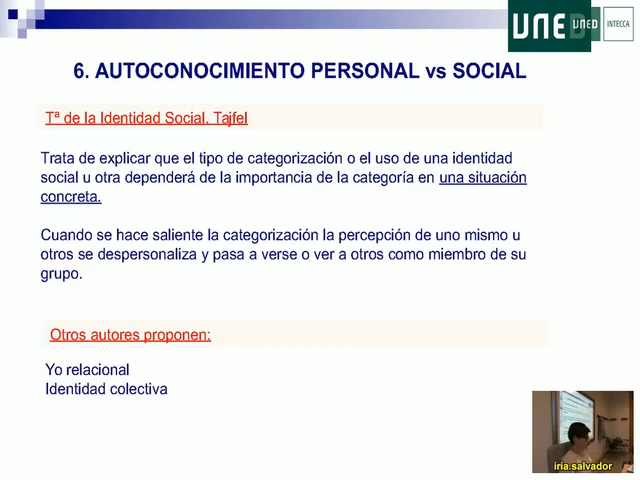 UNED
UNED
INTECCA
6. AUTOCONOCIMIENTO PERSONAL vs SOCIAL
Tª de la Identidad Social. Tajfel
Trata de explicar que el tipo de categorización o el uso de una identidad
social u otra dependerá de la importancia de la categoría en una situación
concreta.
Cuando se hace saliente la categorización la percepción de uno mismo u
otros se despersonaliza y pasa a verse o ver a otros como miembro de su
grupo.
Otros autores proponen:
Yo relacional
Identidad colectiva
iria.salvador